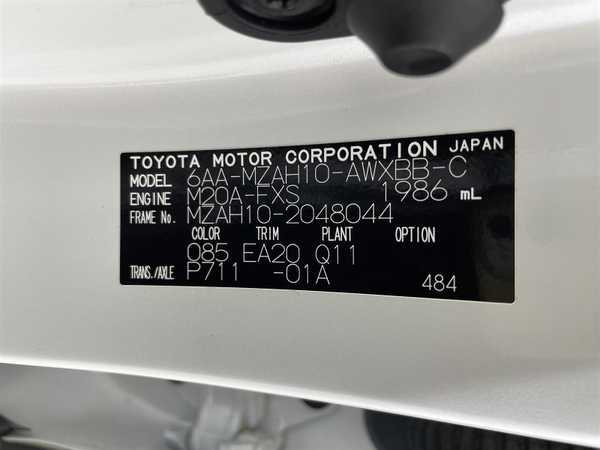 TOYOTA MOTOR CORPORATION JAPAN
MODEL 6AA-MZAH10-AWXBB-C
ENGINE M20A-FXS 1986 mL
FRAME No. MZAH10-2048044
COLOR TRIM PLANT OPTION
085 EA20 Q11
TRANS./AXLE P711 -01A
484